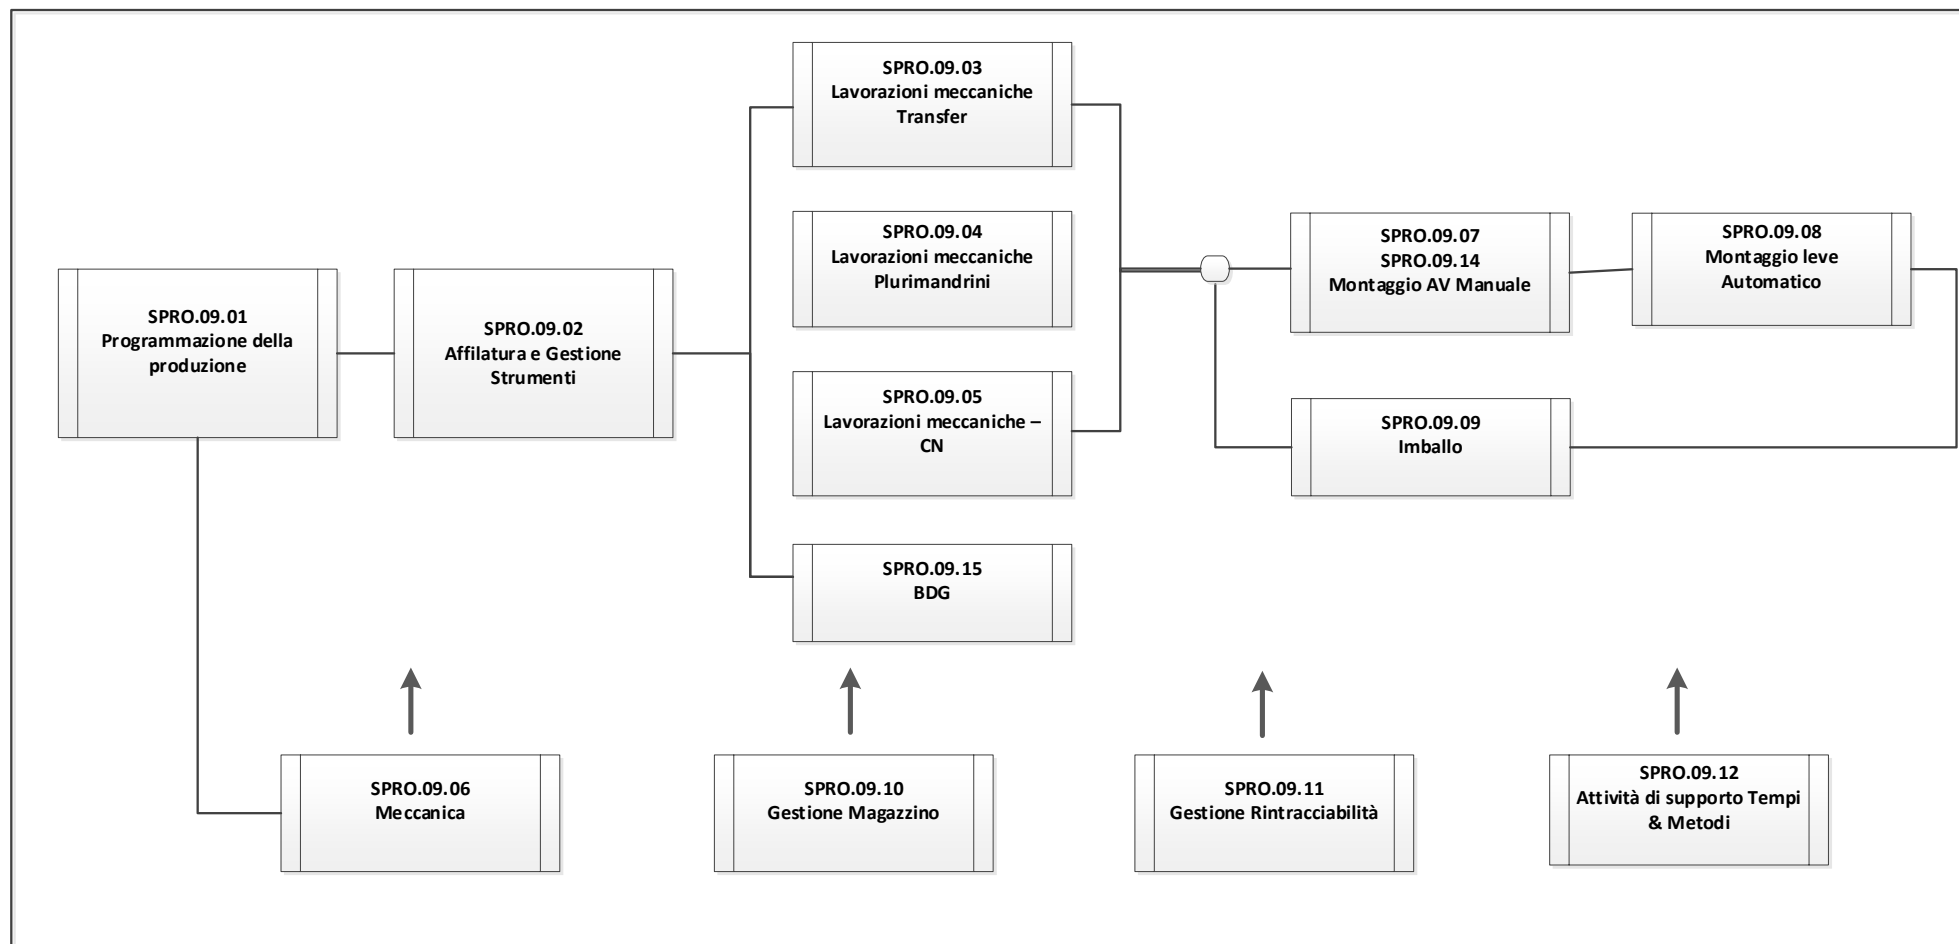 SPRO.09.01
Programmazione della
produzione
SPRO.09.02
Affilatura e Gestione
Strumenti
SPRO.09.03
Lavorazioni meccaniche
Transfer
SPRO.09.04
Lavorazioni meccaniche
Plurimandrini
SPRO.09.05
Lavorazioni meccaniche –
CN
SPRO.09.15
BDG
SPRO.09.07
SPRO.09.14
Montaggio AV Manuale
SPRO.09.08
Montaggio leve
Automatico
SPRO.09.09
Imballo
SPRO.09.06
Meccanica
SPRO.09.10
Gestione Magazzino
SPRO.09.11
Gestione Rintracciabilità
SPRO.09.12
Attività di supporto Tempi
& Metodi